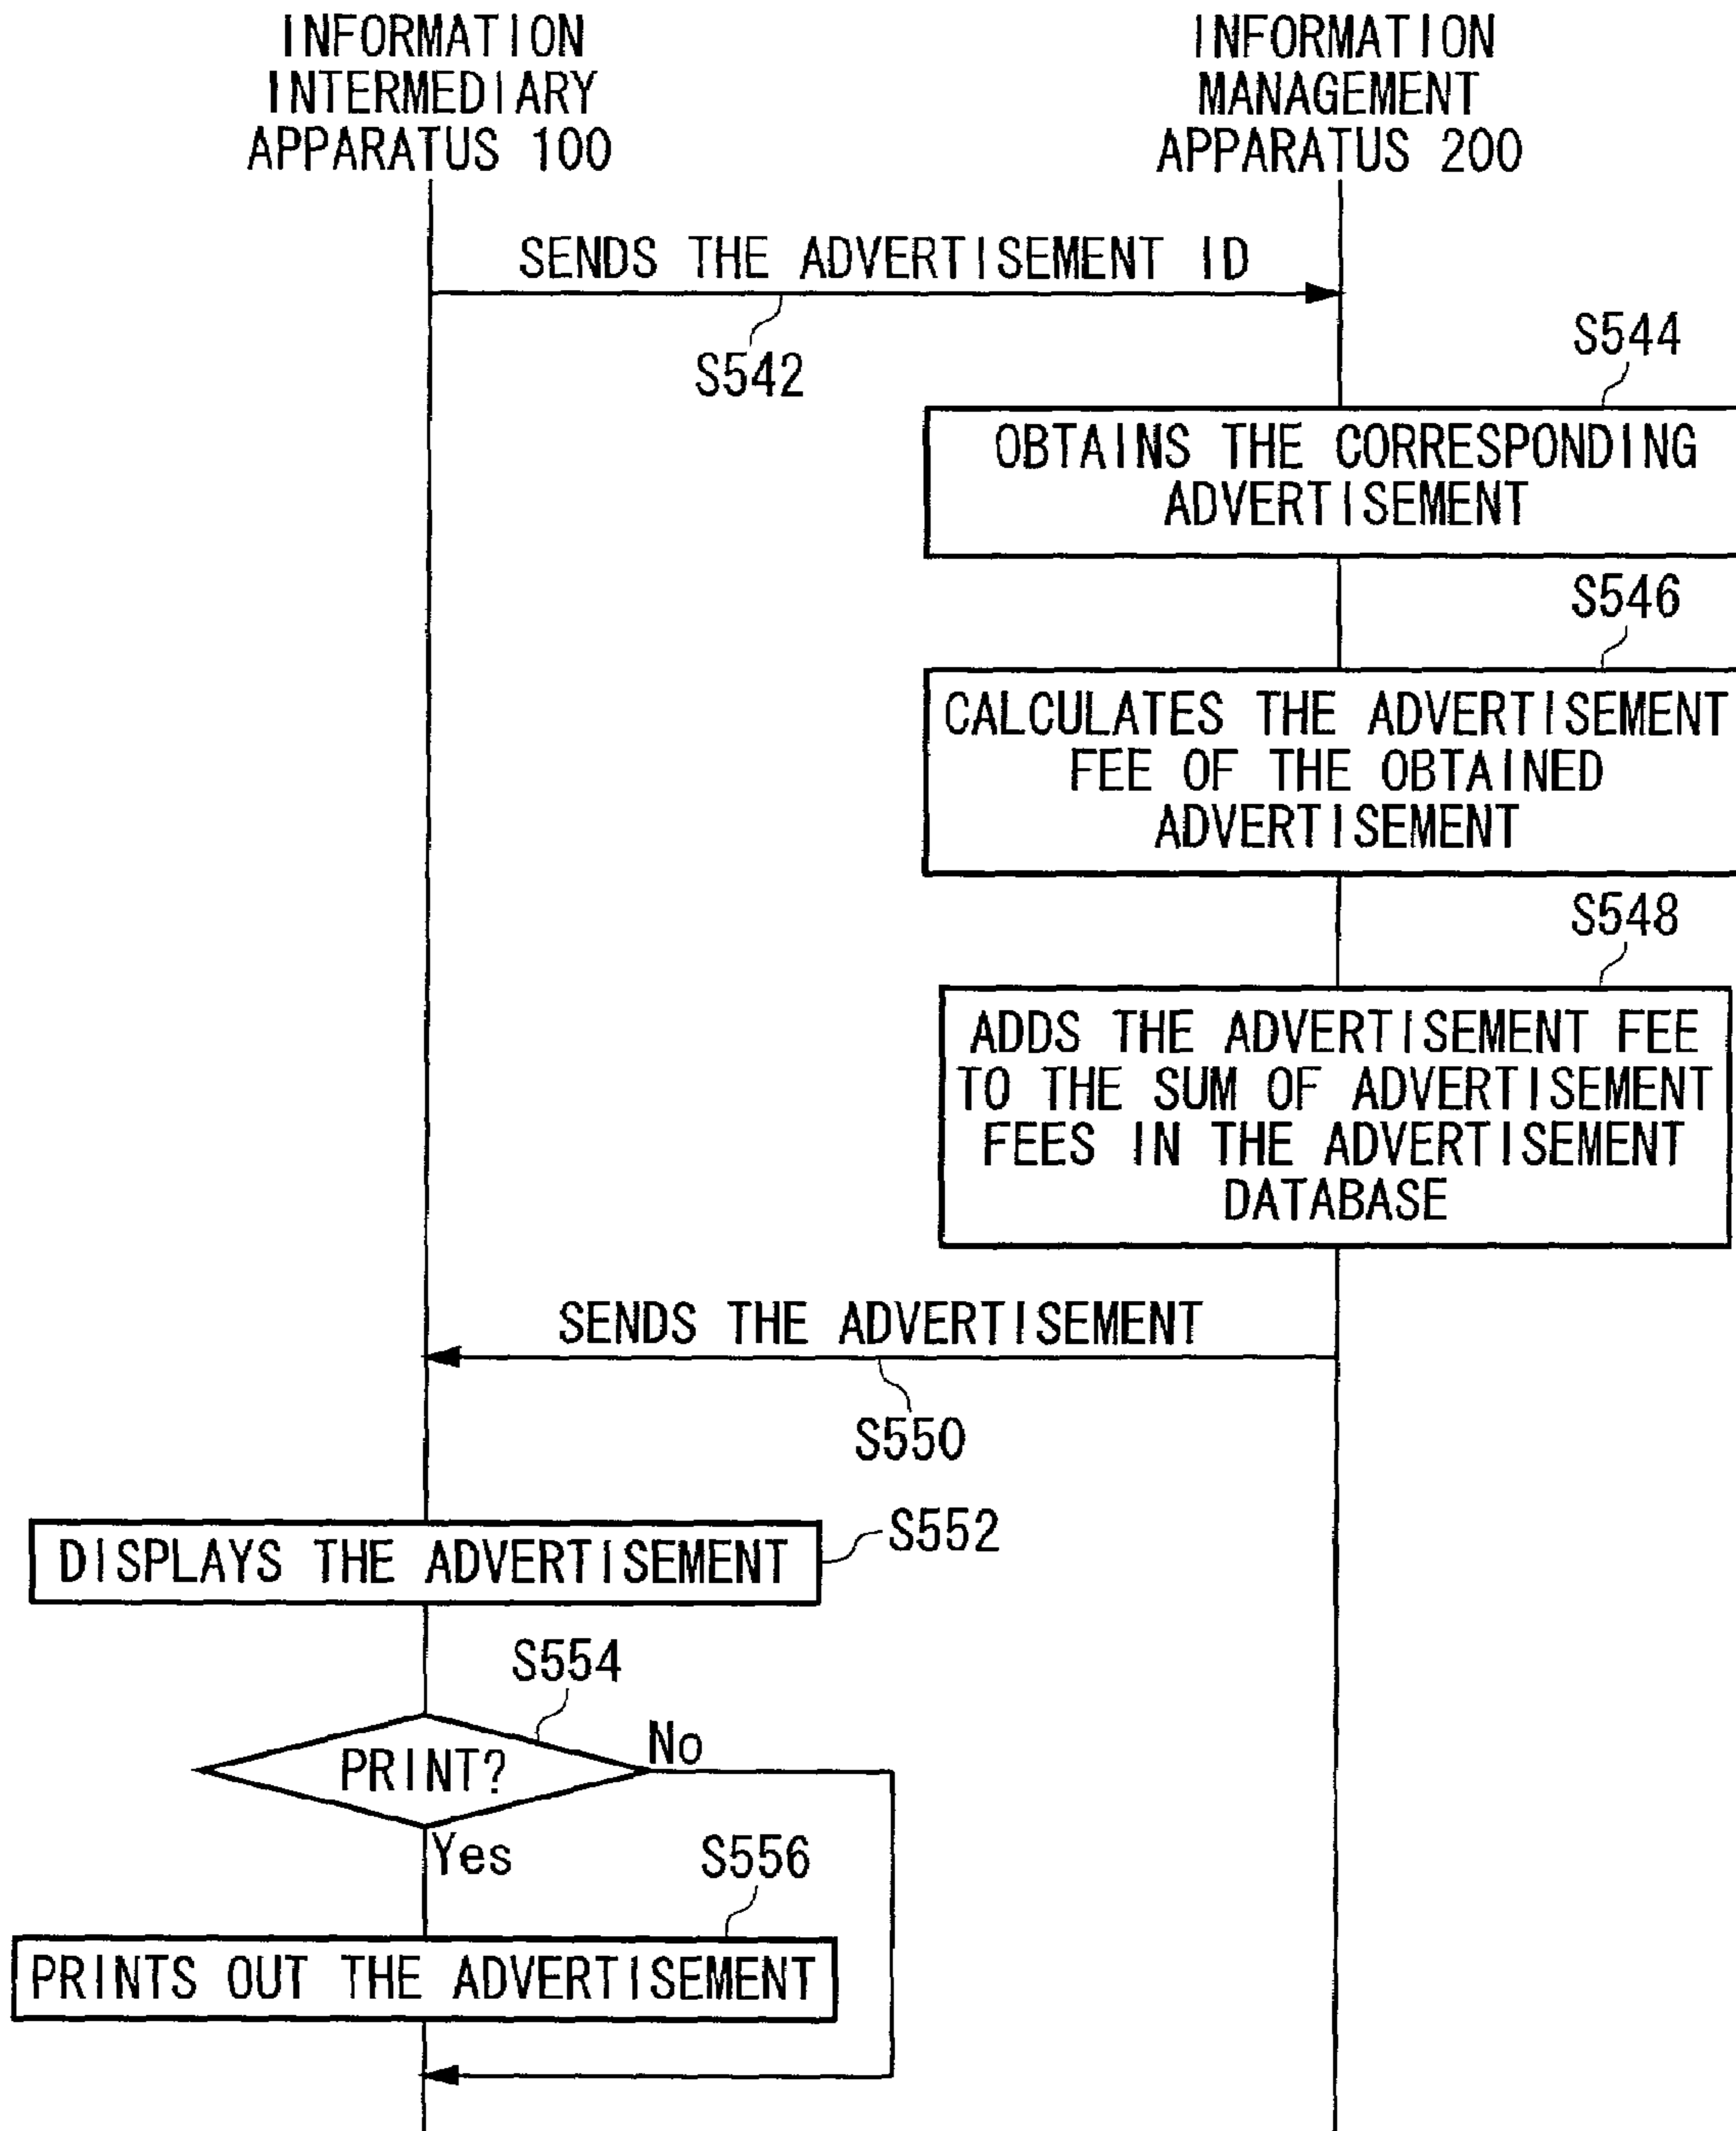 INFORMATION
INTERMEDIARY
APPARATUS 100
INFORMATION
MANAGEMENT
APPARATUS 200
SENDS THE ADVERTISEMENT ID
S542
S544
OBTAINS THE CORRESPONDING
ADVERTISEMENT
S546
CALCULATES THE ADVERTISEMENT
FEE OF THE OBTAINED
ADVERTISEMENT
S548
ADDS THE ADVERTISEMENT FEE
TO THE SUM OF ADVERTISEMENT
FEES IN THE ADVERTISEMENT
DATABASE
SENDS THE ADVERTISEMENT
S550
DISPLAYS THE ADVERTISEMENT
S552
S554
PRINT?
No
Yes
S556
PRINTS OUT THE ADVERTISEMENT